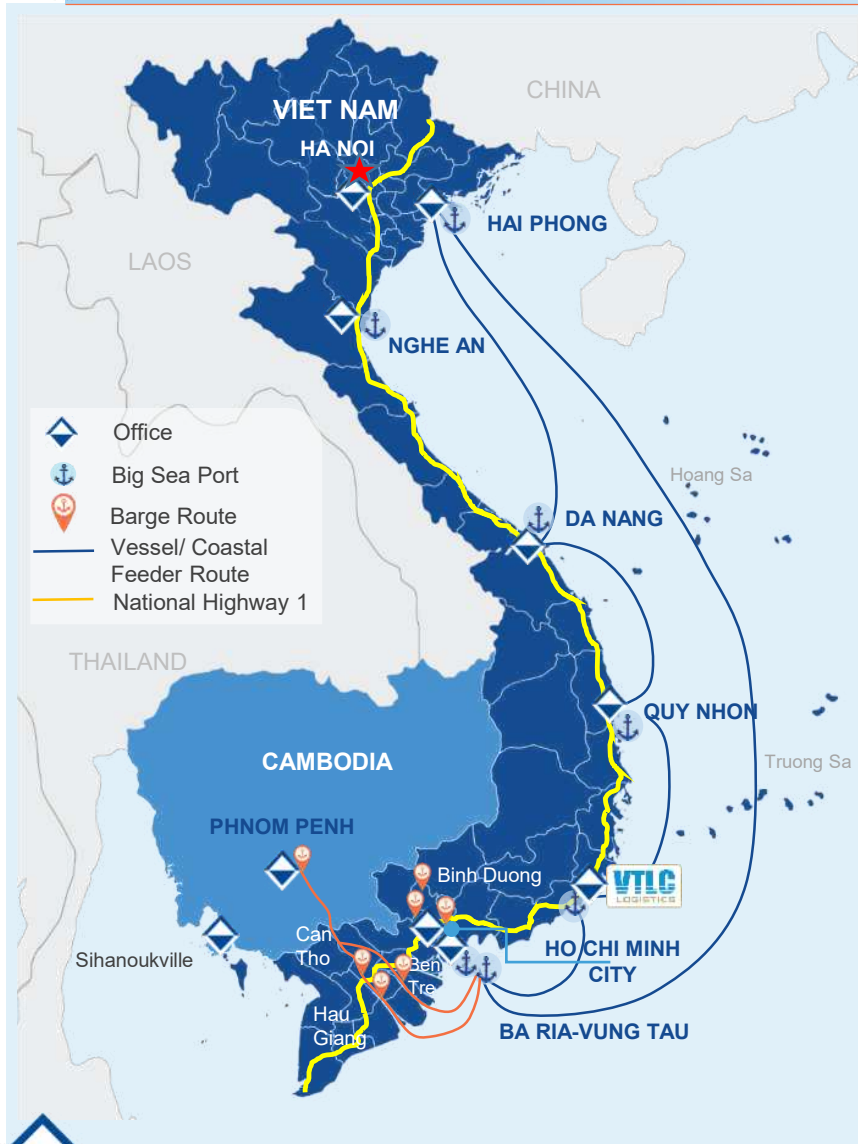 CHINA
VIET NAM
HA NOI
HAI PHONG
LAOS
NGHE AN
Office
Big Sea Port
Barge Route
Vessel/ Coastal
Feeder Route
National Highway 1
Hoang Sa
DA NANG
THAILAND
QUY NHON
CAMBODIA
Truong Sa
PHNOM PENH
Binh Duong
VTLC
LOGISTICS
Can
Tho
Sihanoukville
HO CHI MINH
CITY
Ben
Tre
Hau
Giang
BA RIA-VUNG TAU